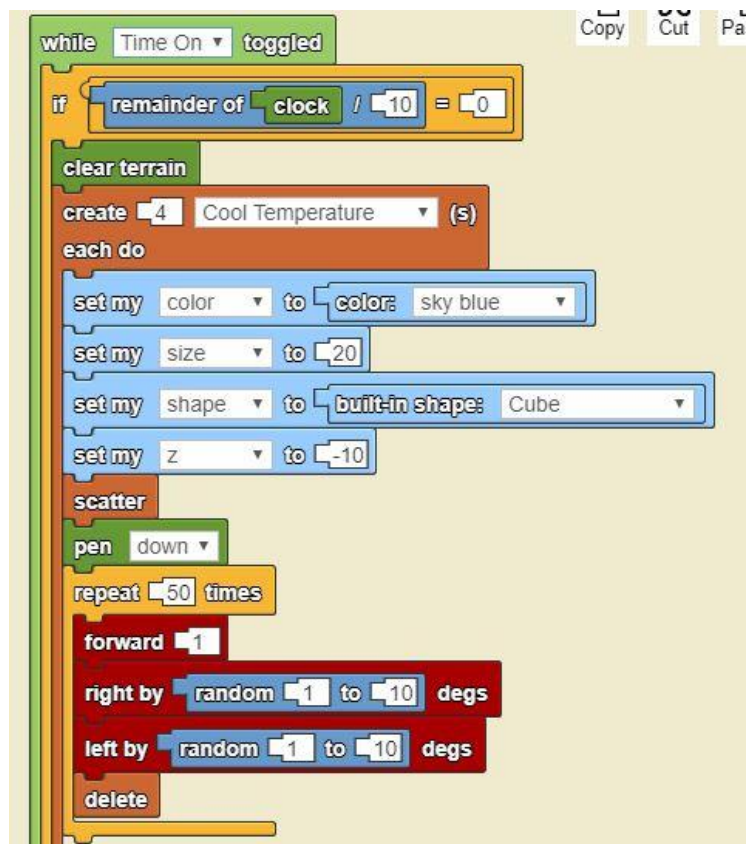 Copy Cut
while Time On toggled
if remainder of clock / 10 = 0
clear terrain
create 4 Cool Temperature (s)
each do
set my color to color: sky blue
set my size to 20
set my shape to built-in shape: Cube
set my z to -10
scatter
pen down
repeat 50 times
forward 1
right by random 1 to 10 degs
left by random 1 to 10 degs
delete